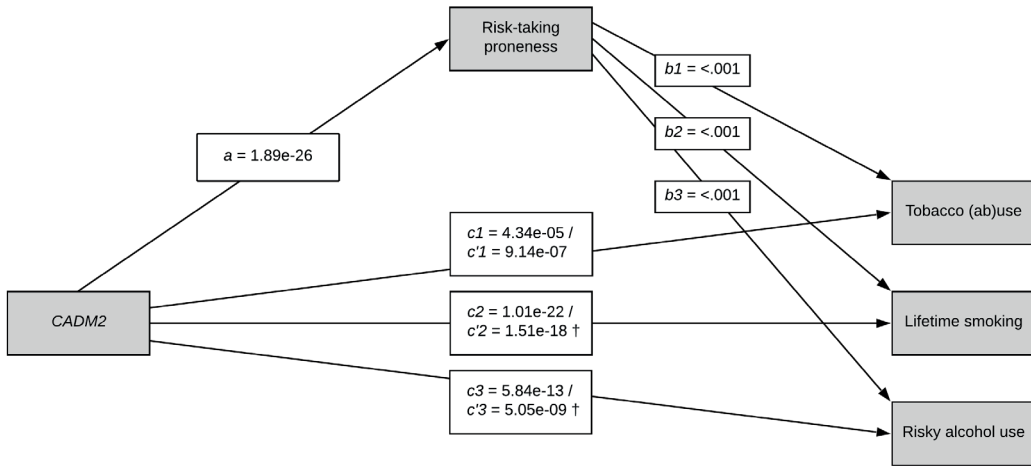 Risk-taking
proneness
b1 = <.001
b2 = <.001
a = 1.89e-26
b3 = <.001
Tobacco (ab)use
c1 = 4.34e-05 /
c'1 = 9.14e-07
CADM2
c2 = 1.01e-22 /
c'2 = 1.51e-18 †
Lifetime smoking
c3 = 5.84e-13 /
c'3 = 5.05e-09 †
Risky alcohol use